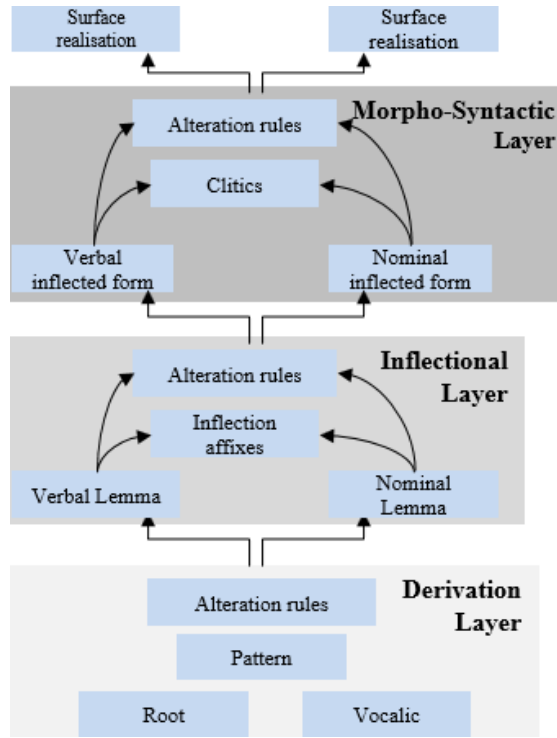 Surface
realisation
Surface
realisation
Morpho-Syntactic
Layer
Alteration rules
Clitics
Verbal
inflected form
Nominal
inflected form
Inflectional
Layer
Alteration rules
Inflection
affixes
Verbal Lemma
Nominal
Lemma
Derivation
Layer
Alteration rules
Pattern
Root
Vocalic